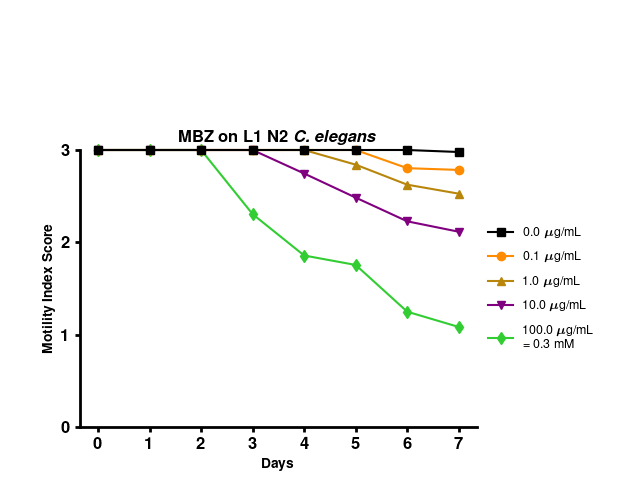 MBZ on L1 N2 C. elegans
Motility Index Score
3
2
1
0
0 1 2 3 4 5 6 7
Days
0.0 μg/mL
0.1 μg/mL
1.0 μg/mL
10.0 μg/mL
100.0 μg/mL
= 0.3 mM